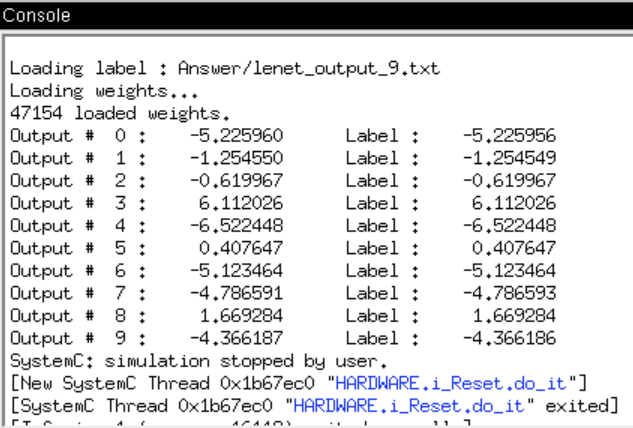 Console
Loading label : Answer/lenet_output_9.txt
Loading weights...
47154 loaded weights.
Output # 0 : -5.225960 Label : -5.225956
Output # 1 : -1.254550 Label : -1.254549
Output # 2 : -0.619967 Label : -0.619967
Output # 3 : 6.112026 Label : 6.112026
Output # 4 : -6.522448 Label : -6.522448
Output # 5 : 0.407647 Label : 0.407647
Output # 6 : -5.123464 Label : -5.123464
Output # 7 : -4.786591 Label : -4.786593
Output # 8 : 1.669284 Label : 1.669284
Output # 9 : -4.366187 Label : -4.366186
SystemC: simulation stopped by user.
[New SystemC Thread 0x1b67ec0 "HARDWARE.i_Reset.do_it"]
[SystemC Thread 0x1b67ec0 "HARDWARE.i_Reset.do_it" exited]